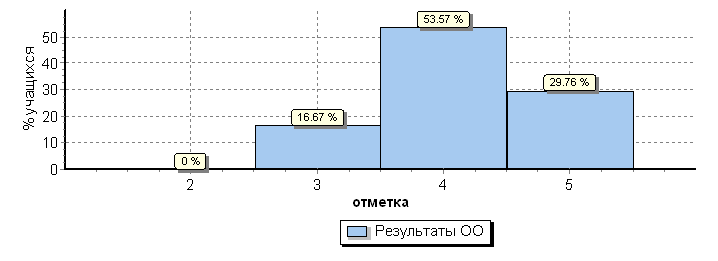 % учащихся
50
40
30
20
10
0
0 %
16.67 %
53.57 %
29.76 %
2 3 4 5
отметка
Результаты ОО